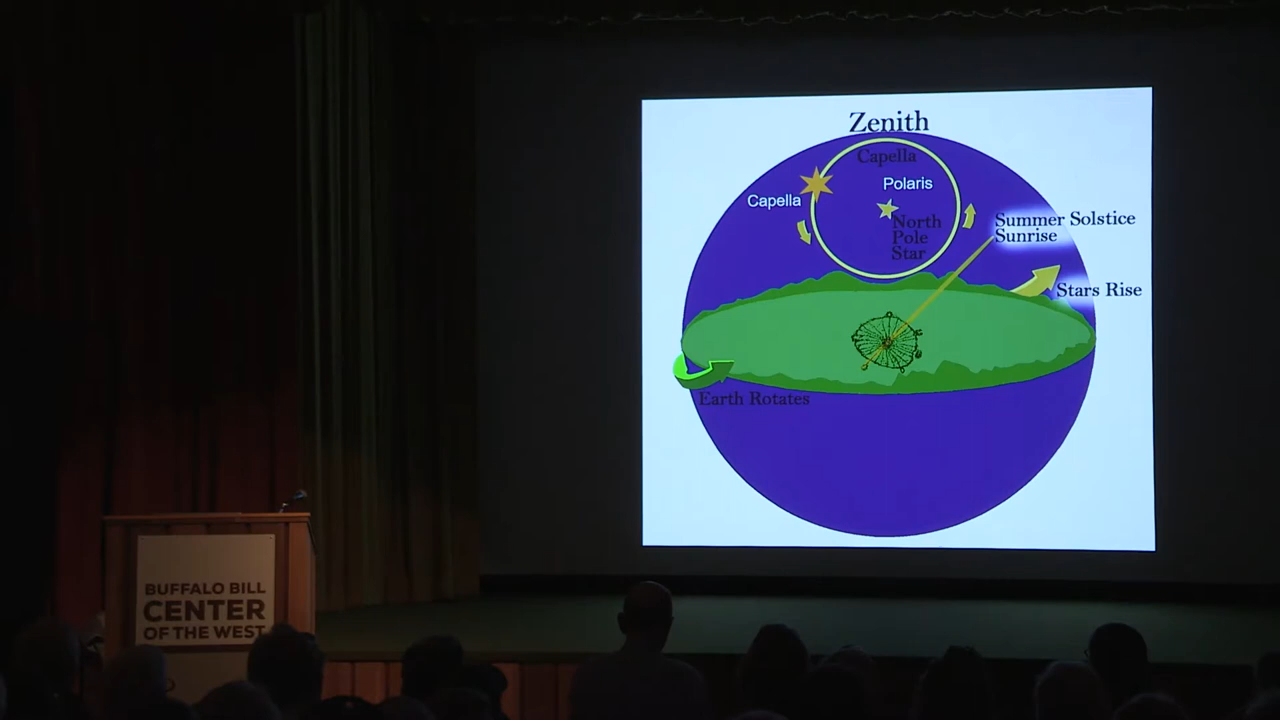 Zenith
Capella
Polaris
Capella
North
Pole
Star
Summer Solstice
Sunrise
Stars Rise
Earth Rotates
BUFFALO BILL
CENTER
OF THE WEST